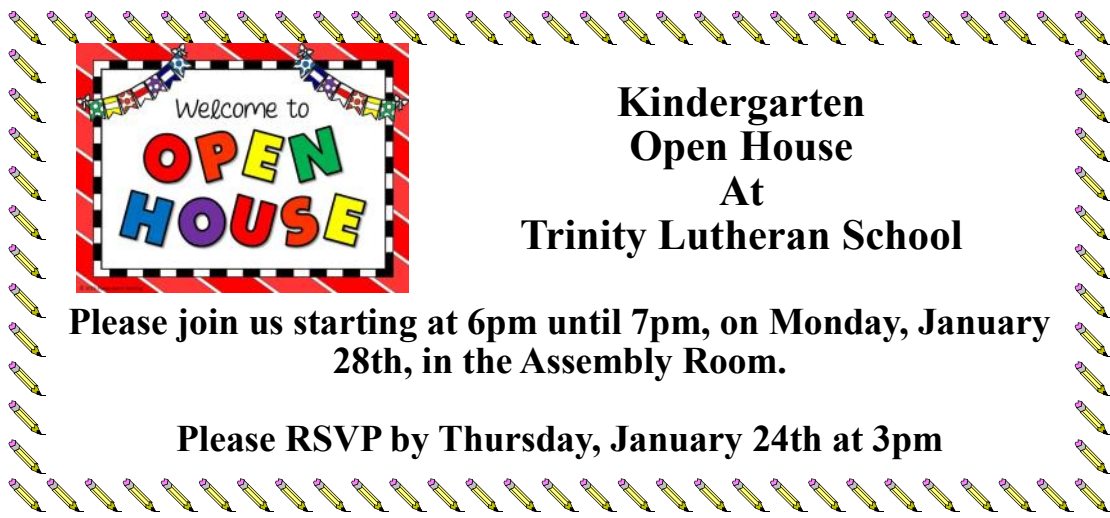 Welcome to
OPEN
HOUSE
Kindergarten
Open House
At
Trinity Lutheran School
Please join us starting at 6pm until 7pm, on Monday, January
28th, in the Assembly Room.
Please RSVP by Thursday, January 24th at 3pm